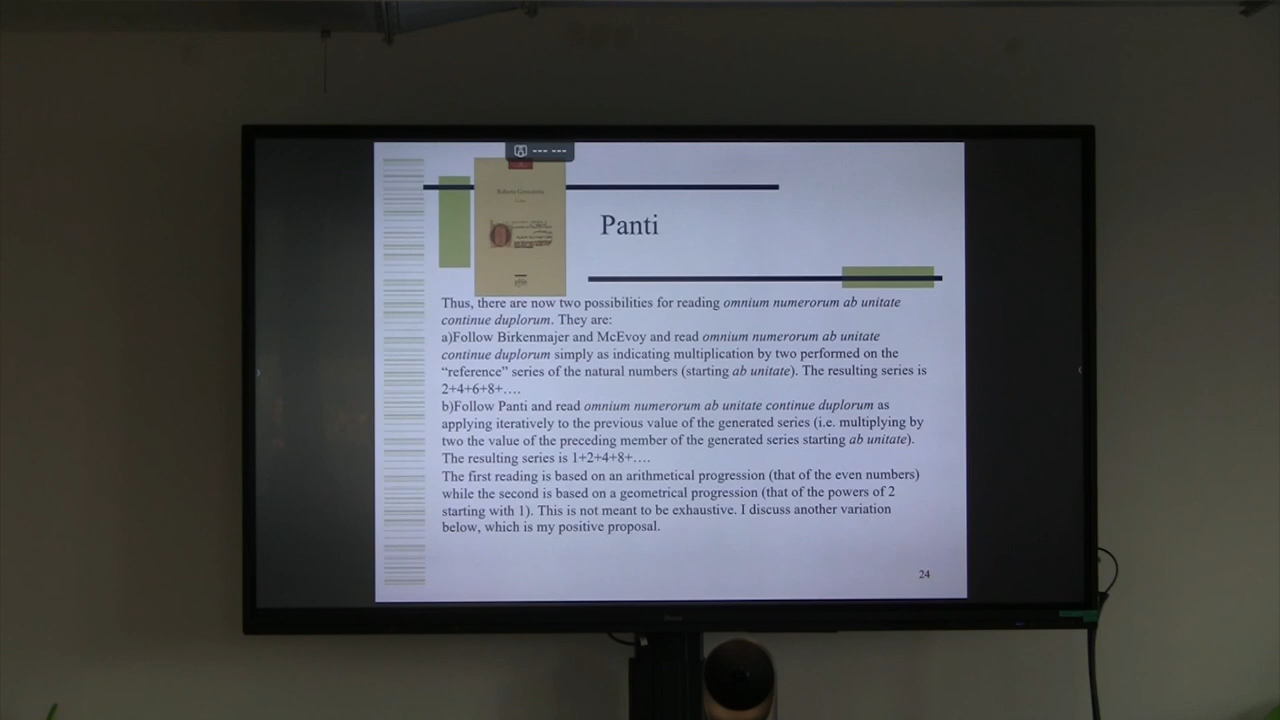 Roberto Grossatesta
Panti
Thus, there are now two possibilities for reading omnium numerorum ab unitate
continue duplorum. They are:
a)Follow Birkenmajer and McEvoy and read omnium numerorum ab unitate
continue duplorum simply as indicating multiplication by two performed on the
“reference” series of the natural numbers (starting ab unitate). The resulting series is
2+4+6+8+….
b)Follow Panti and read omnium numerorum ab unitate continue duplorum as
applying iteratively to the previous value of the generated series (i.e. multiplying by
two the value of the preceding member of the generated series starting ab unitate).
The resulting series is 1+2+4+8+….
The first reading is based on an arithmetical progression (that of the even numbers)
while the second is based on a geometrical progression (that of the powers of 2
starting with 1). This is not meant to be exhaustive. I discuss another variation
below, which is my positive proposal.
24